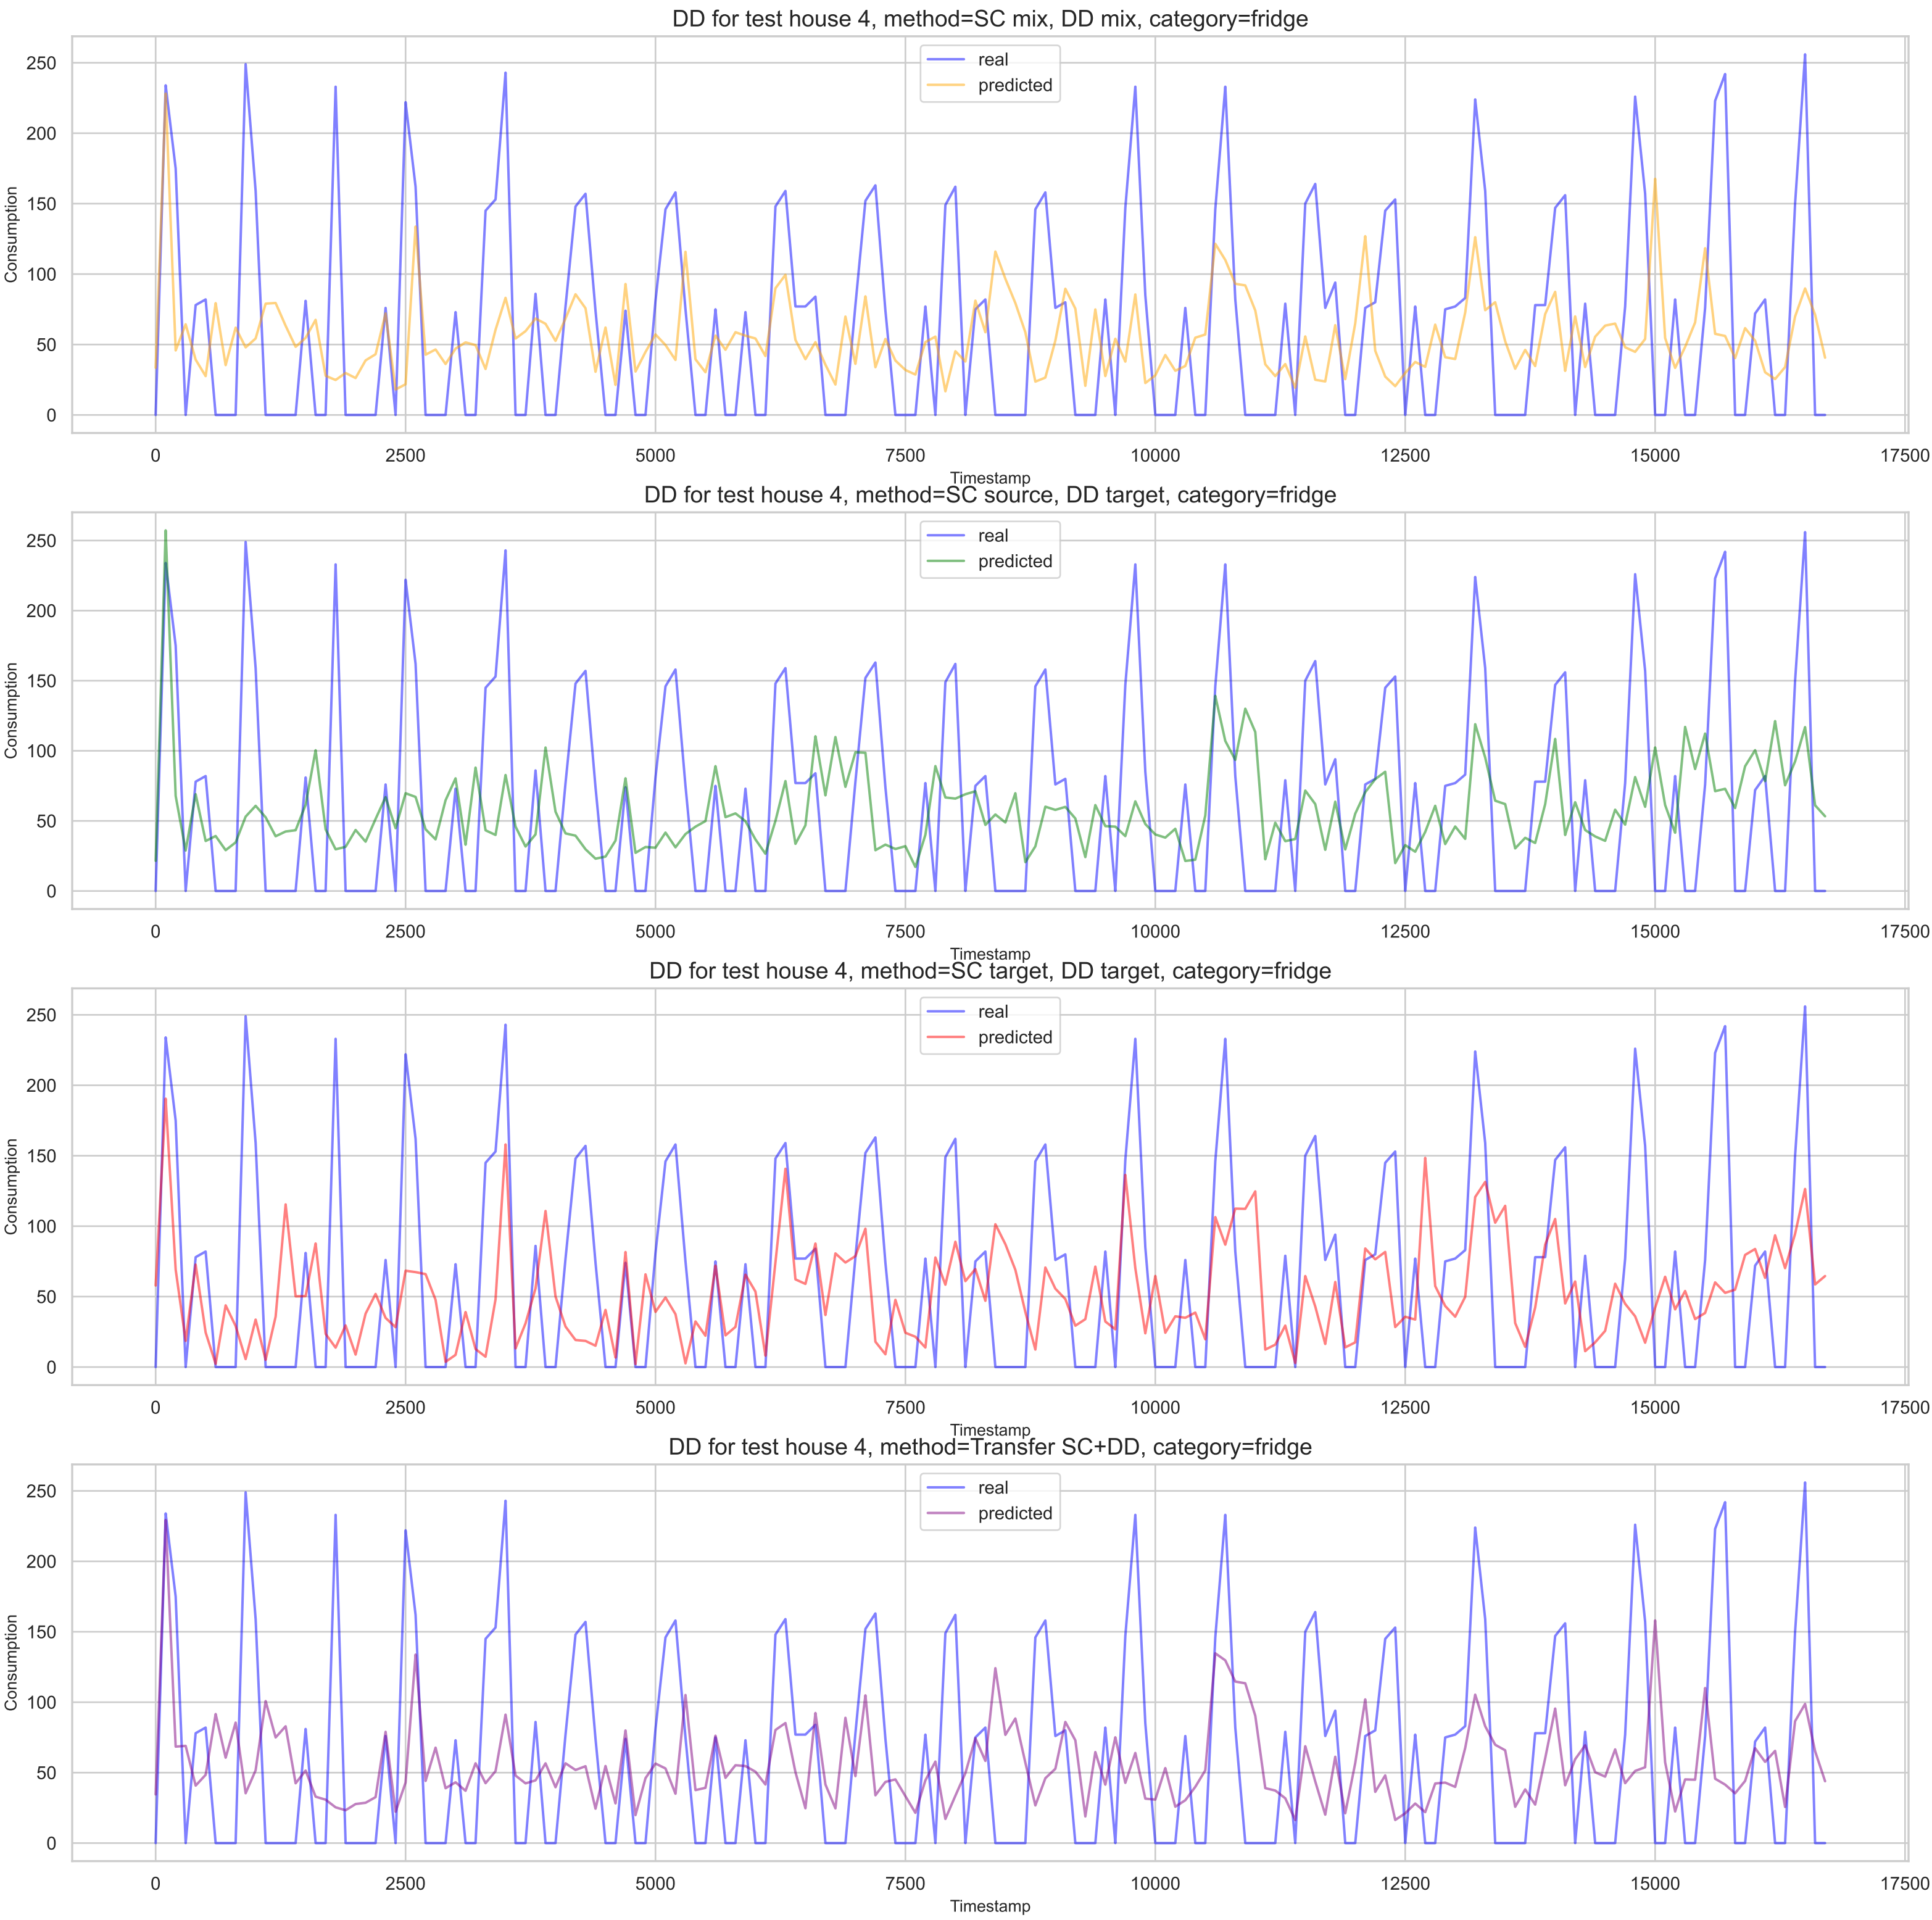 DD for test house 4, method=SC mix, DD mix, category=fridge
real
predicted
Consumption
250
200
150
100
50
0
0 2500 5000 7500 10000 12500 15000 17500
Timestamp
DD for test house 4, method=SC source, DD target, category=fridge
real
predicted
Consumption
250
200
150
100
50
0
0 2500 5000 7500 10000 12500 15000 17500
Timestamp
DD for test house 4, method=SC target, DD target, category=fridge
real
predicted
Consumption
250
200
150
100
50
0
0 2500 5000 7500 10000 12500 15000 17500
Timestamp
DD for test house 4, method=Transfer SC+DD, category=fridge
real
predicted
Consumption
250
200
150
100
50
0
0 2500 5000 7500 10000 12500 15000 17500
Timestamp